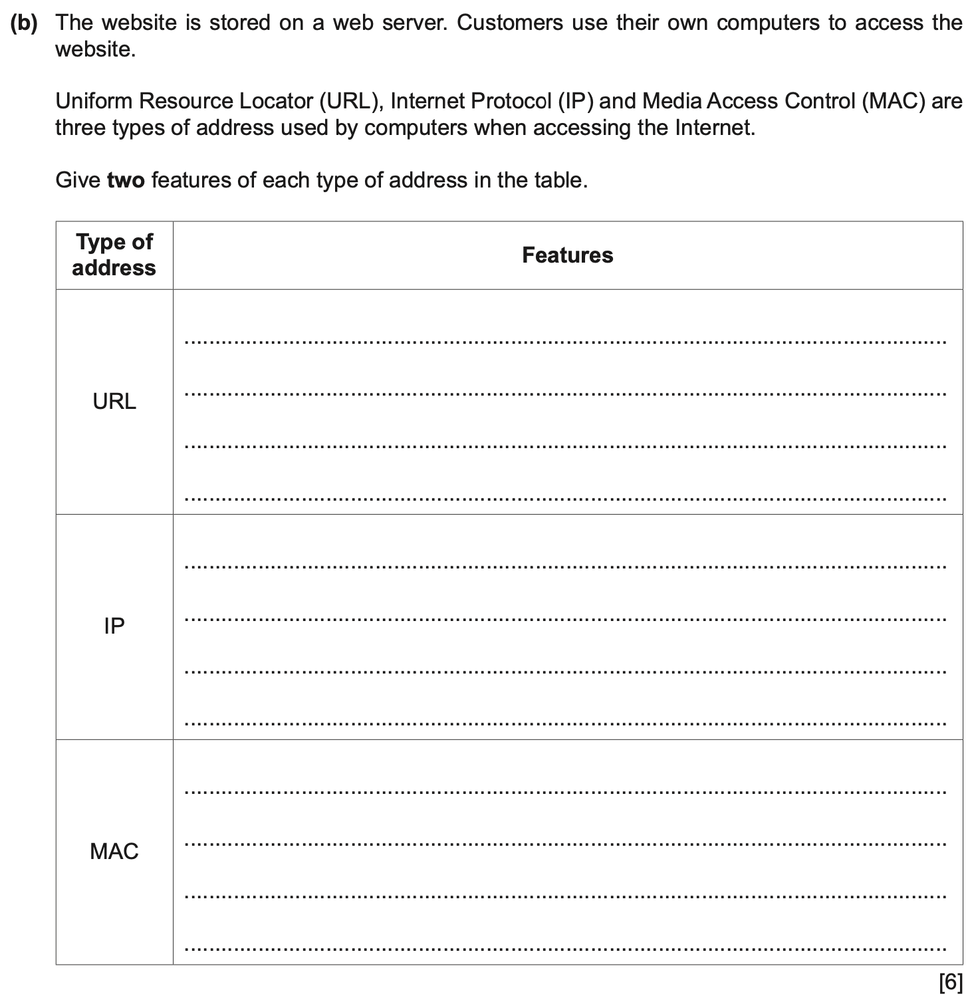 (b) The website is stored on a web server. Customers use their own computers to access the
website.
Uniform Resource Locator (URL), Internet Protocol (IP) and Media Access Control (MAC) are
three types of address used by computers when accessing the Internet.
Give two features of each type of address in the table.
Type of
address
Features
URL
IP
MAC
[6]